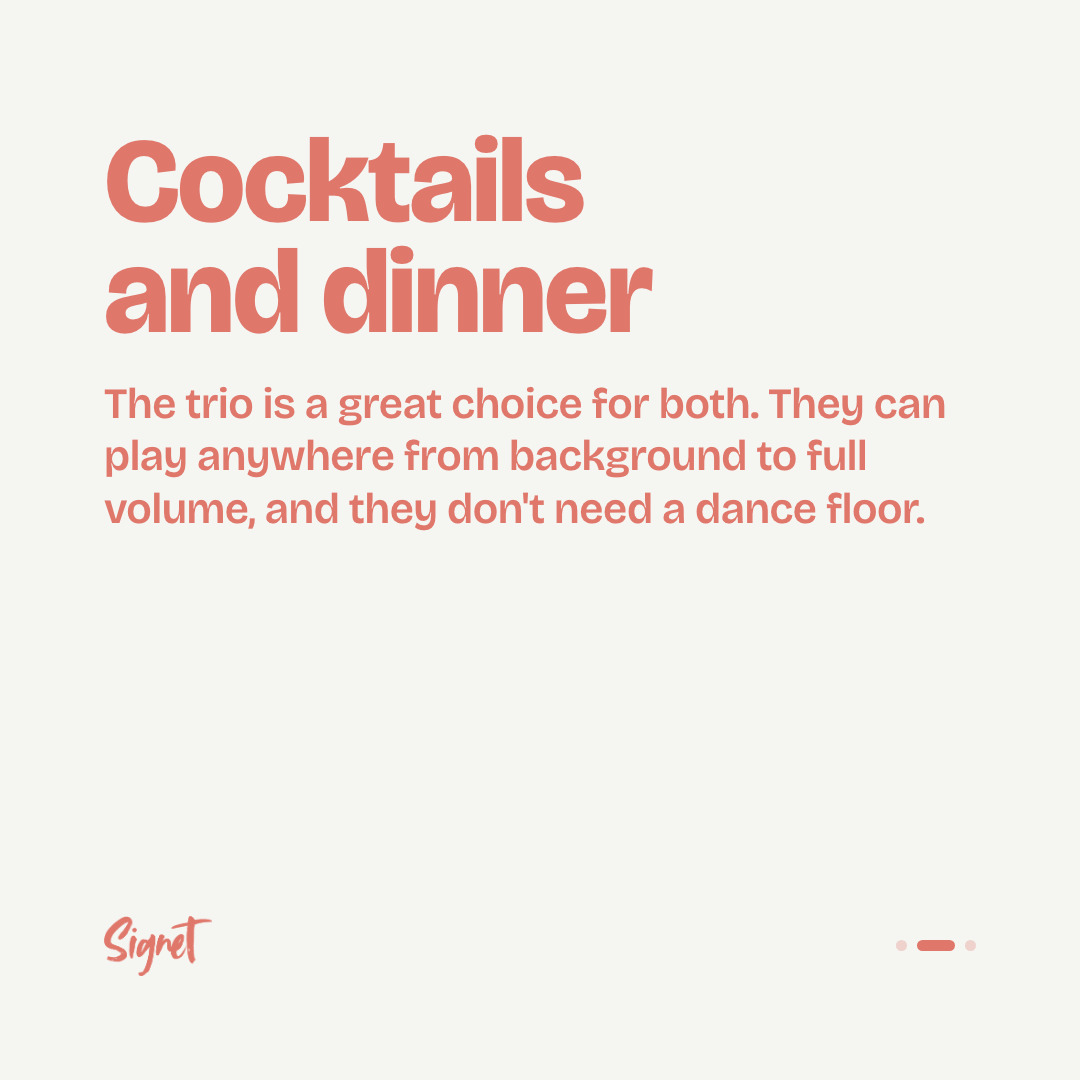 Cocktails
and dinner
The trio is a great choice for both. They can
play anywhere from background to full
volume, and they don't need a dance floor.
Signet